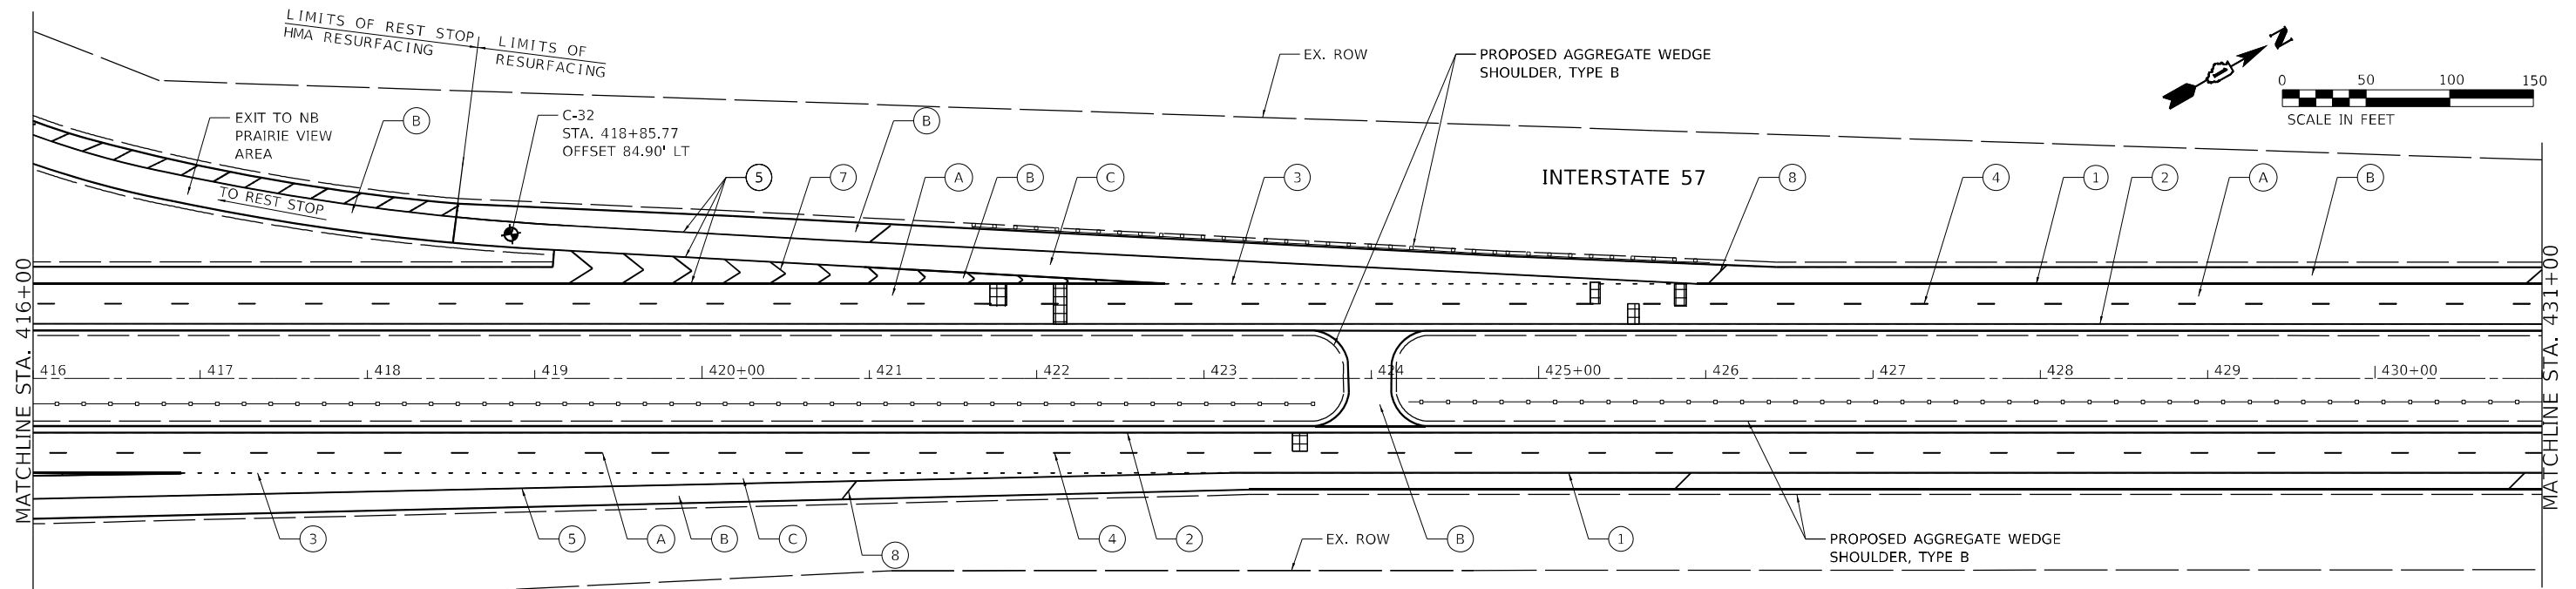 LIMITS OF REST STOP
HMA RESURFACING
LIMITS OF
RESURFACING
EX. ROW
PROPOSED AGGREGATE WEDGE
SHOULDER, TYPE B
N
0 50 100 150
SCALE IN FEET
EXIT TO NB
PRAIRIE VIEW
AREA
B
C-32
STA. 418+85.77
OFFSET 84.90' LT
B
TO REST STOP
5
7
A
B
C
3
INTERSTATE 57
8
4
1
2
A
B
MATCHLINE STA. 416+00
MATCHLINE STA. 431+00
416 417 418 419 420+00 421 422 423 424 425+00 426 427 428 429 430+00
3
5
A
B
C
8
4
2
EX. ROW
B
1
PROPOSED AGGREGATE WEDGE
SHOULDER, TYPE B